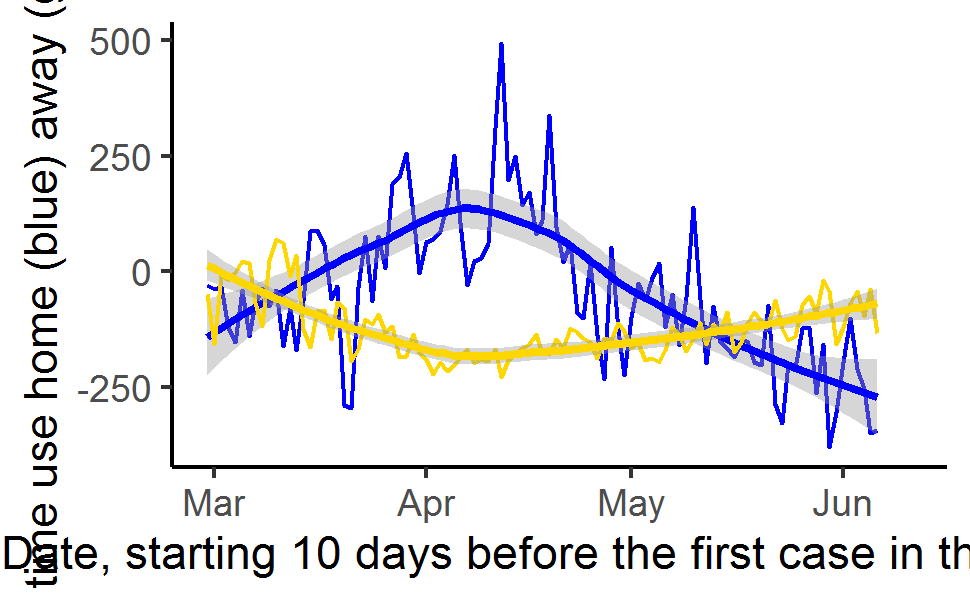 time use home (blue) away (
500
250
0
-250
Mar Apr May Jun
Date, starting 10 days before the first case in th